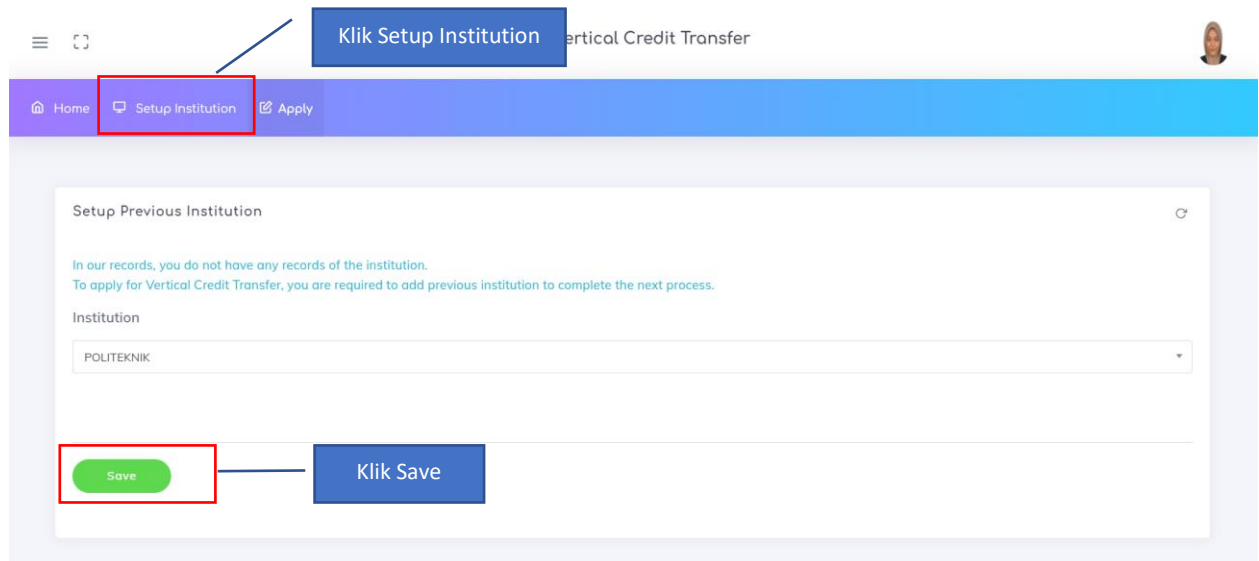 Klik Setup Institution
ertical Credit Transfer
Home Setup Institution Apply
Setup Previous Institution
In our records, you do not have any records of the institution.
To apply for Vertical Credit Transfer, you are required to add previous institution to complete the next process.
Institution
POLITEKNIK
Save
Klik Save